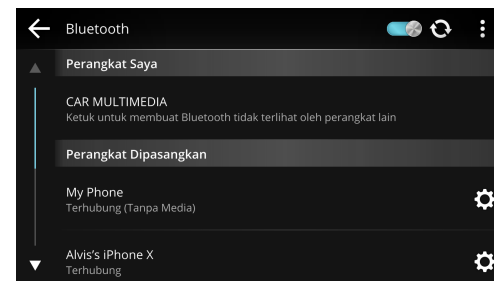 Bluetooth
Perangkat Saya
CAR MULTIMEDIA
Ketuk untuk membuat Bluetooth tidak terlihat oleh perangkat lain
Perangkat Dipasangkan
My Phone
Terhubung (Tanpa Media)
Alvis's iPhone X
Terhubung